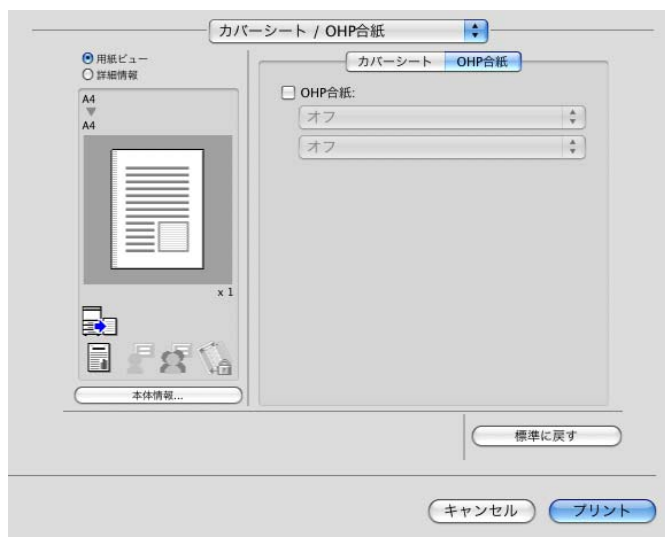 カバーシート / OHP合紙
用紙ビュー
詳細情報
A4
A4
x 1
本体情報...
カバーシート
OHP合紙
OHP合紙:
オフ
オフ
標準に戻す
キャンセル
プリント